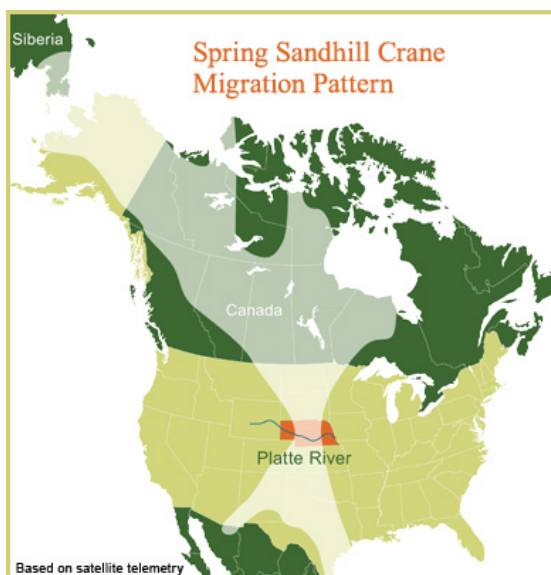 Siberia
Spring Sandhill Crane
Migration Pattern
Canada
Platte River
Based on satellite telemetry